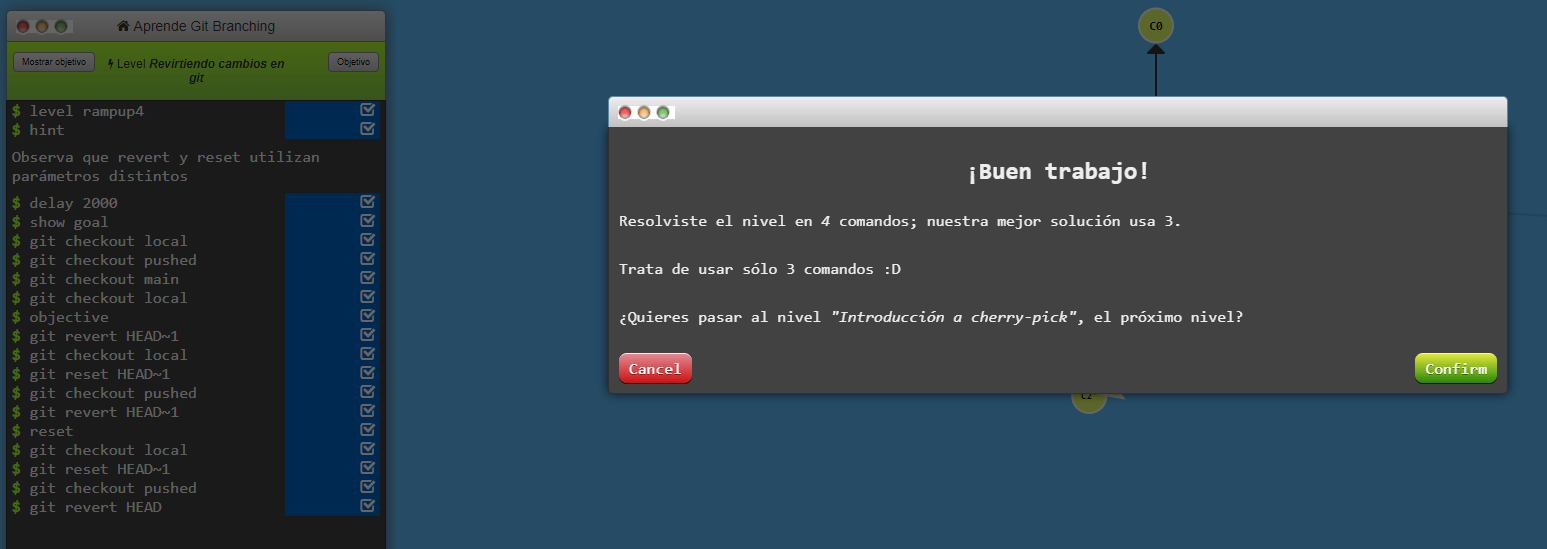 Aprende Git Branching
Mostrar objetivo
Level Revirtiendo cambios en
git
Objetivo
$ level rampup4
$ hint
Observa que revert y reset utilizan
parámetros distintos
$ delay 2000
$ show goal
$ git checkout local
$ git checkout pushed
$ git checkout main
$ git checkout local
$ objective
$ git revert HEAD~1
$ git checkout local
$ git reset HEAD~1
$ git checkout pushed
$ git revert HEAD~1
$ reset
$ git checkout local
$ git reset HEAD~1
$ git checkout pushed
$ git revert HEAD
C0
¡Buen trabajo!
Resolviste el nivel en 4 comandos; nuestra mejor solución usa 3.
Trata de usar sólo 3 comandos :D
¿Quieres pasar al nivel "Introducción a cherry-pick", el próximo nivel?
Cancel
Confirm